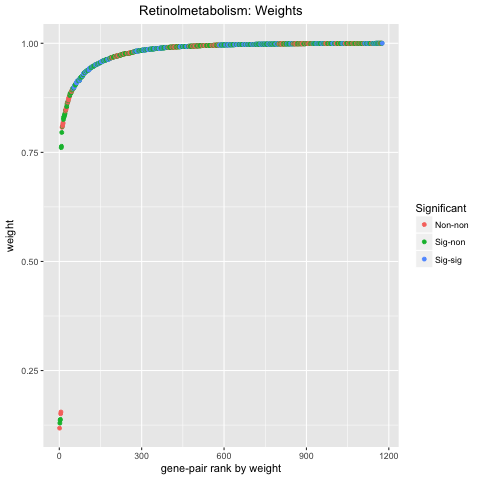 Retinolmetabolism: Weights
1.00
0.75
0.50
0.25
weight
0 300 600 900 1200
gene-pair rank by weight
Significant
Non-non
Sig-non
Sig-sig